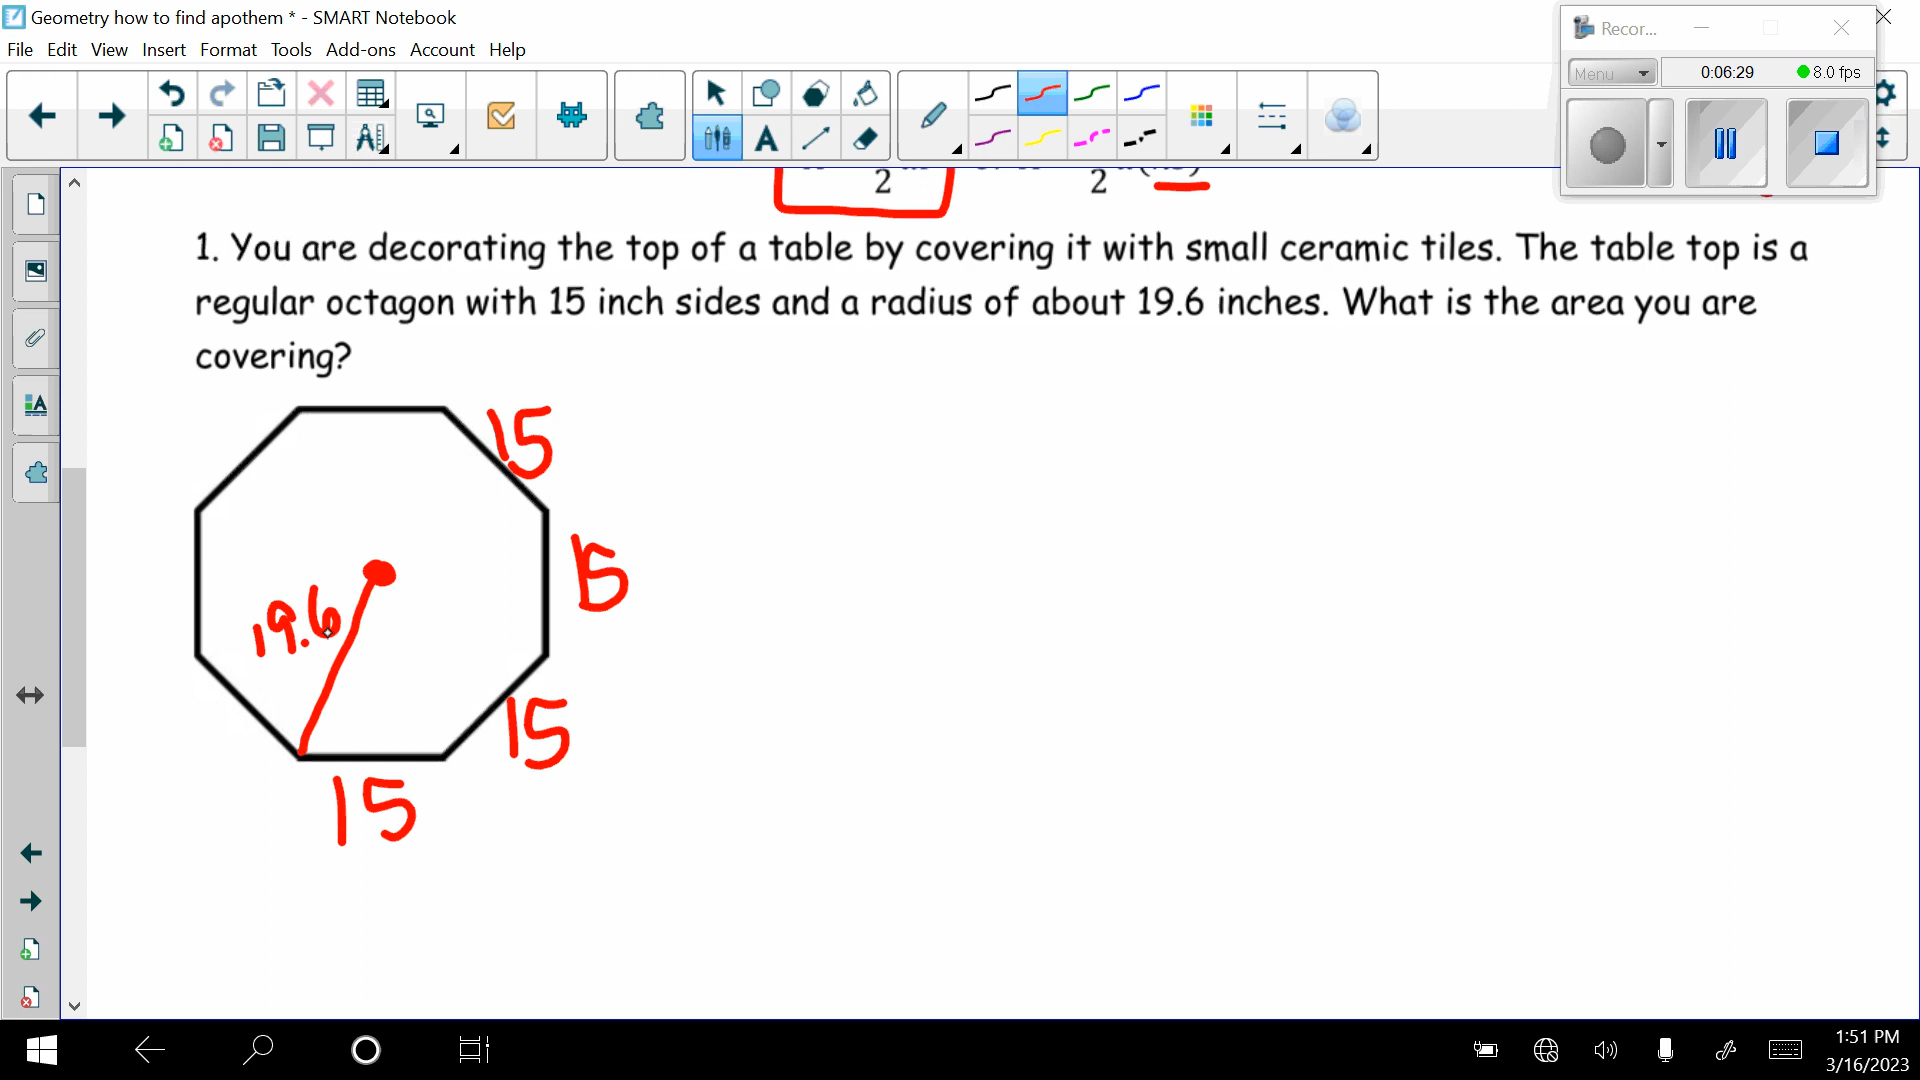 Geometry how to find apothem * - SMART Notebook
File Edit View Insert Format Tools Add-ons Account Help
Recor...
Menu
0:06:29
8.0 fps
2
2
1. You are decorating the top of a table by covering it with small ceramic tiles. The table top is a
regular octagon with 15 inch sides and a radius of about 19.6 inches. What is the area you are
covering?
15
15
19.6
15
15
1:51 PM
3/16/2023